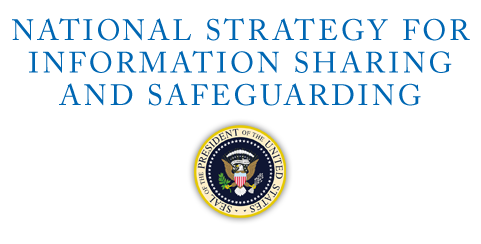 NATIONAL STRATEGY FOR
INFORMATION SHARING
AND SAFEGUARDING
SEAL OF THE PRESIDENT OF THE UNITED STATES